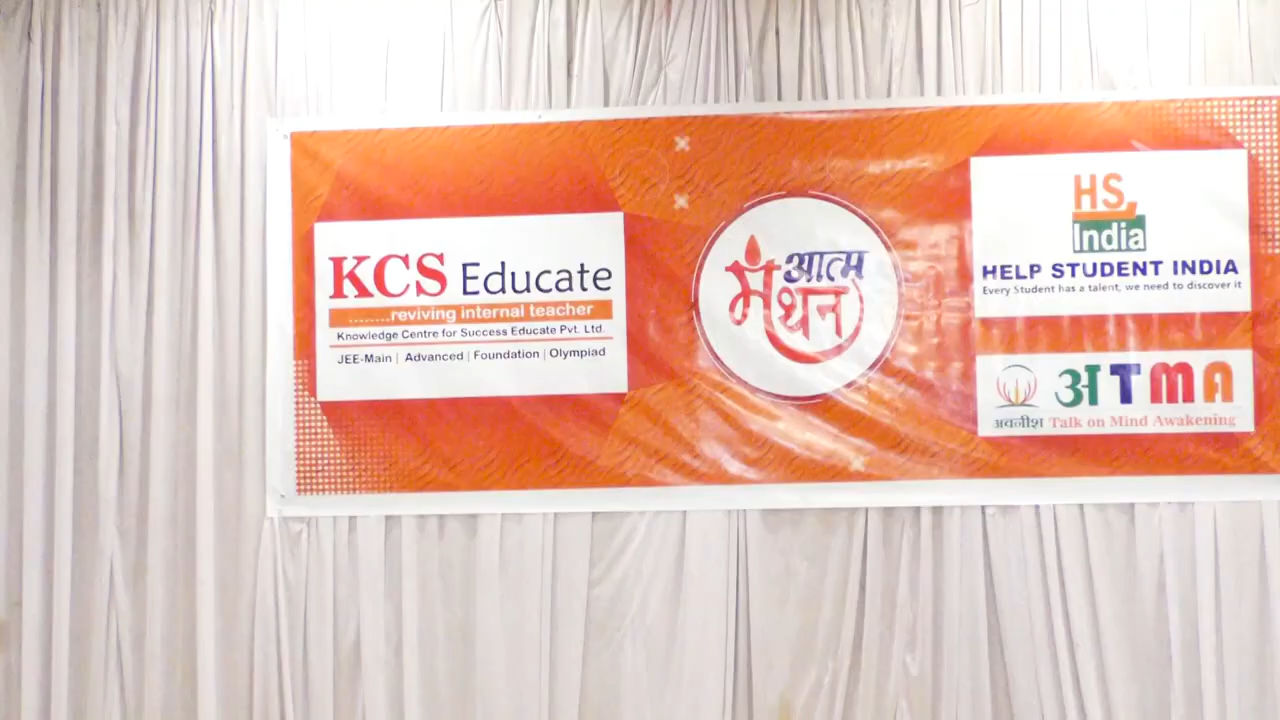 KCS Educate
........reviving internal teacher
Knowledge Centre for Success Educate Pvt. Ltd.
JEE-Main | Advanced | Foundation | Olympiad
आत्म
मंथन
HS
India
HELP STUDENT INDIA
Every Student has a talent, we need to discover it
अTMA
अवनीश Talk on Mind Awakening